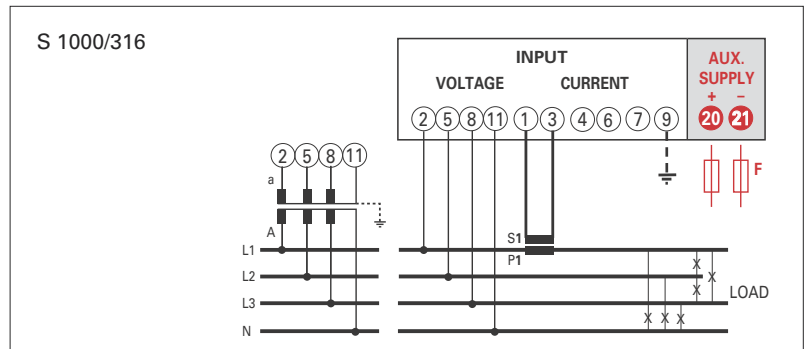 S 1000/316
INPUT
VOLTAGE CURRENT
AUX.
SUPPLY
+ –
2 5 8 11 1 3 4 6 7 9 20 21
F
2 5 8 11
a
A
S1
P1
L1
L2
L3
N
X
X
X
X X X
LOAD